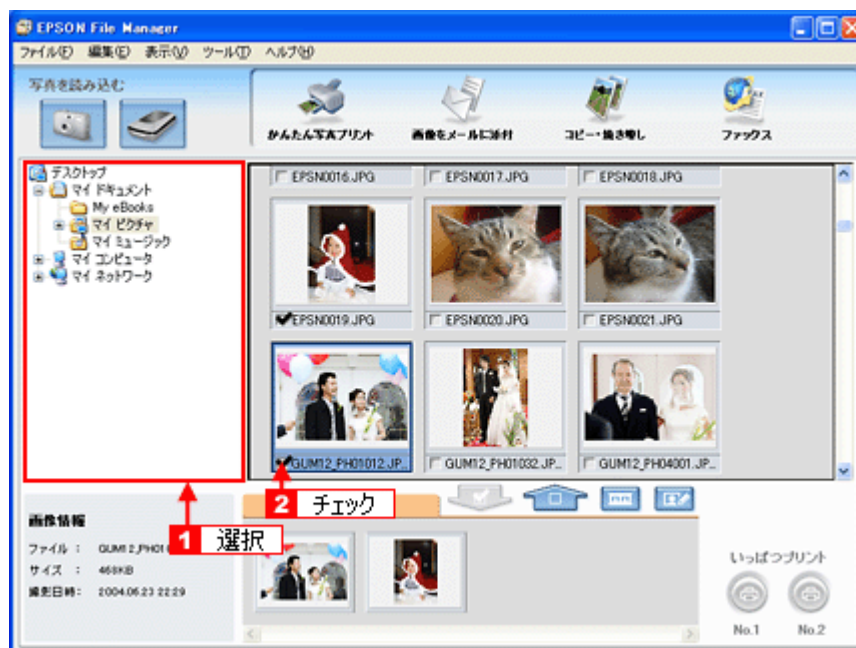 EPSON File Manager
ファイル(F) 編集(E) 表示(V) ツール(T) ヘルプ(H)
写真を読み込む
かんたん写真プリント 画像をメールに添付 コピー・焼き増し ファックス
デスクトップ
マイ ドキュメント
My eBooks
マイ ピクチャ
マイ ミュージック
マイ コンピュータ
マイ ネットワーク
EPSN0016.JPG EPSN0017.JPG EPSN0018.JPG
EPSN0019.JPG EPSN0020.JPG EPSN0021.JPG
GUM12_PH01012.JP... GUM12_PH01032.JP... GUM12_PH04001.JP...
2 チェック
1 選択
画像情報
ファイル : GUM12_PH01
サイズ : 468KB
撮影日時: 2004.06.23 22:29
いっぱつプリント
No.1 No.2